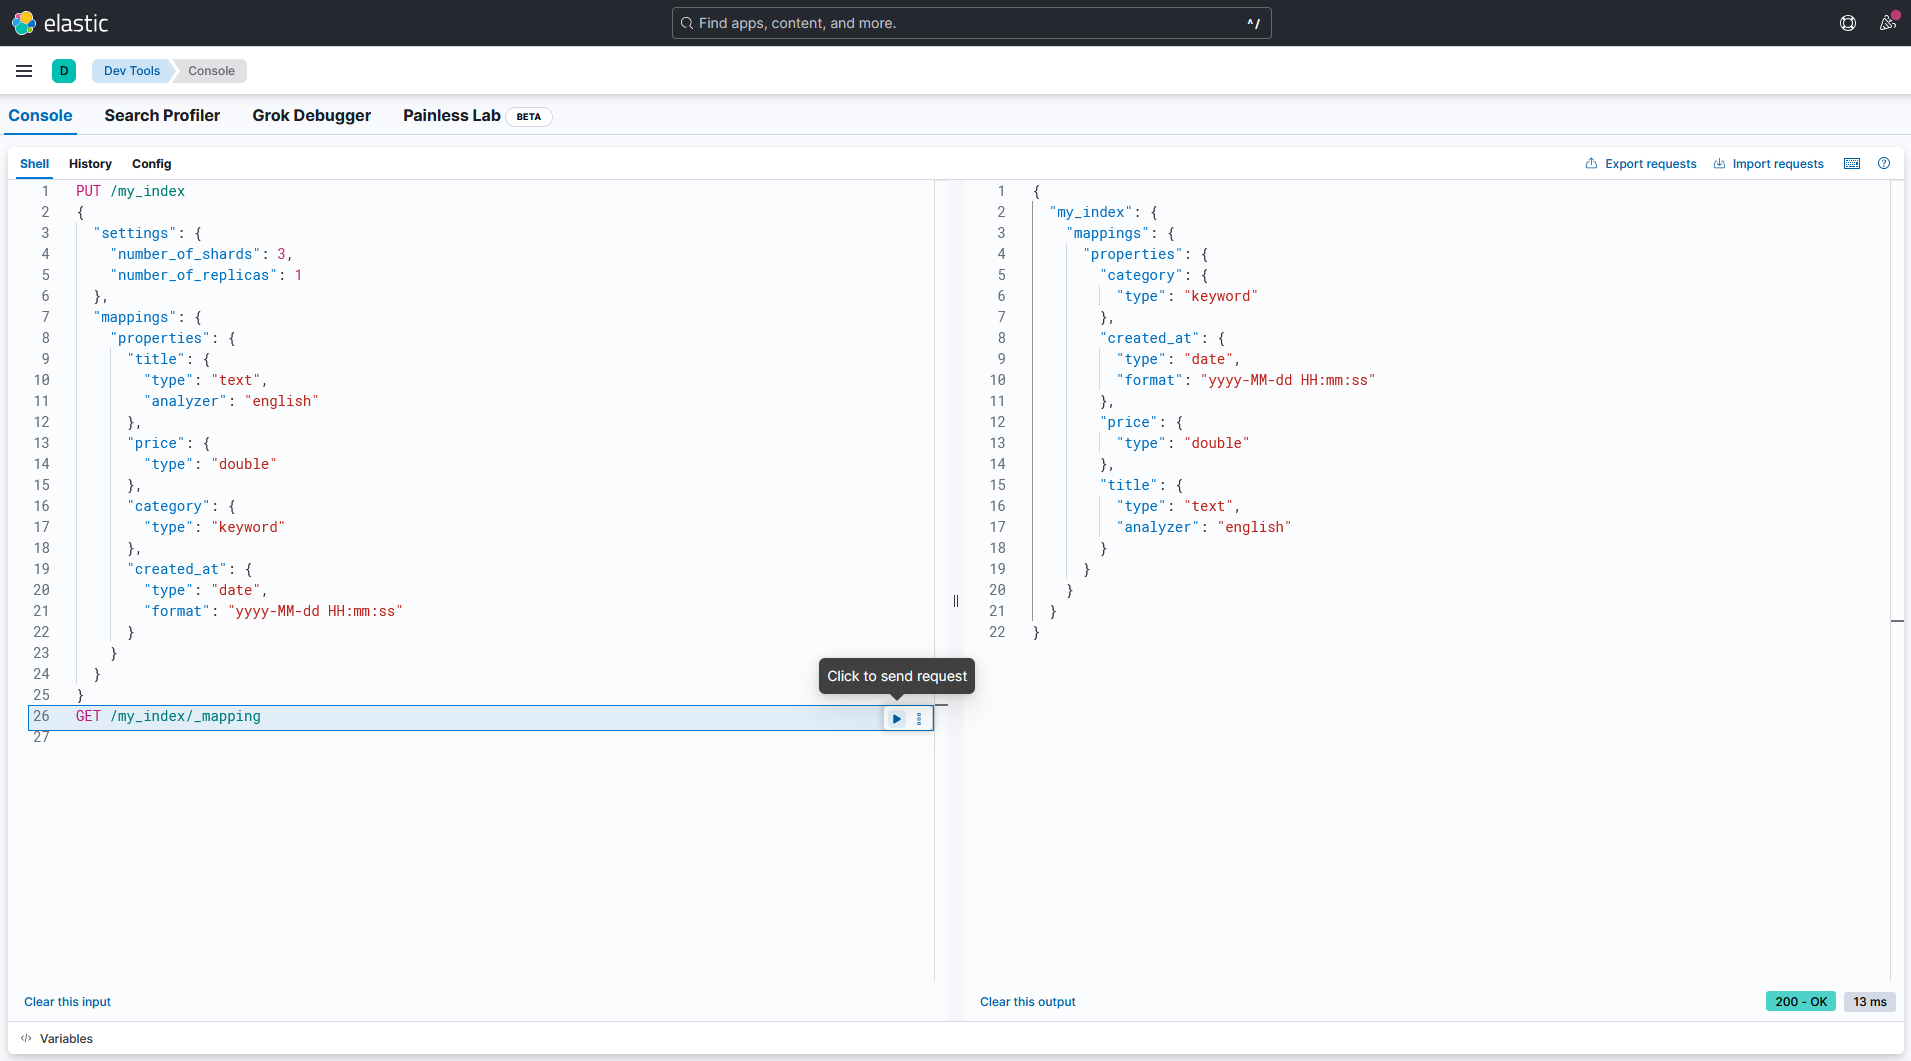 elastic
Find apps, content, and more.
^/
D
Dev Tools
Console
Console
Search Profiler
Grok Debugger
Painless Lab
BETA
Shell
History
Config
Export requests
Import requests
1 PUT /my_index
2 {
3 "settings": {
4 "number_of_shards": 3,
5 "number_of_replicas": 1
6 },
7 "mappings": {
8 "properties": {
9 "title": {
10 "type": "text",
11 "analyzer": "english"
12 },
13 "price": {
14 "type": "double"
15 },
16 "category": {
17 "type": "keyword"
18 },
19 "created_at": {
20 "type": "date",
21 "format": "yyyy-MM-dd HH:mm:ss"
22 }
23 }
24 }
25 }
26 GET /my_index/_mapping
27
Click to send request
1 {
2 "my_index": {
3 "mappings": {
4 "properties": {
5 "category": {
6 "type": "keyword"
7 },
8 "created_at": {
9 "type": "date",
10 "format": "yyyy-MM-dd HH:mm:ss"
11 },
12 "price": {
13 "type": "double"
14 },
15 "title": {
16 "type": "text",
17 "analyzer": "english"
18 }
19 }
20 }
21 }
22 }
Clear this input
Clear this output
200 - OK
13 ms
Variables